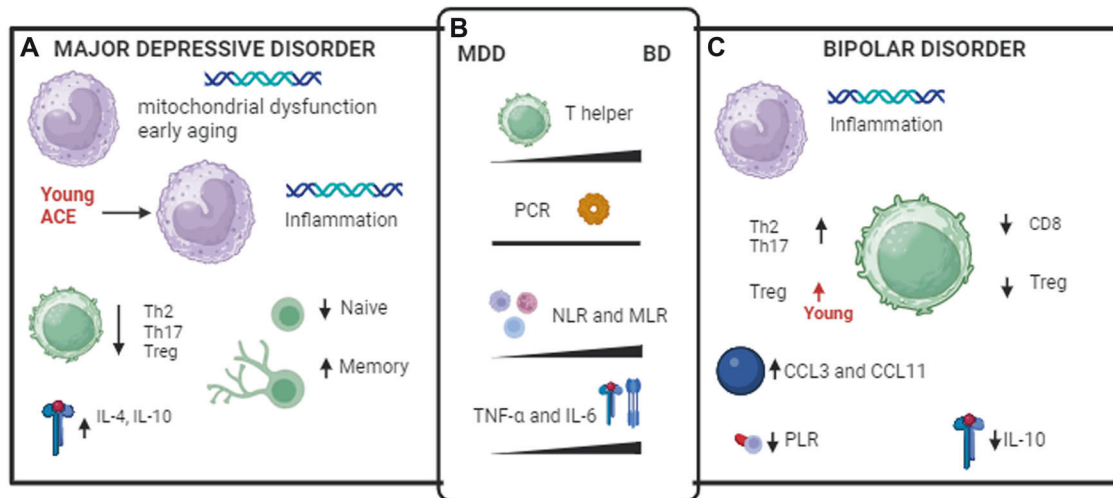 A MAJOR DEPRESSIVE DISORDER
mitochondrial dysfunction
early aging
Young
ACE
Inflammation
Th2
Th17
Treg
Naive
Memory
IL-4, IL-10
B
MDD BD
T helper
PCR
NLR and MLR
TNF-α and IL-6
C BIPOLAR DISORDER
Inflammation
Th2
Th17
CD8
Treg
Young
Treg
CCL3 and CCL11
PLR
IL-10